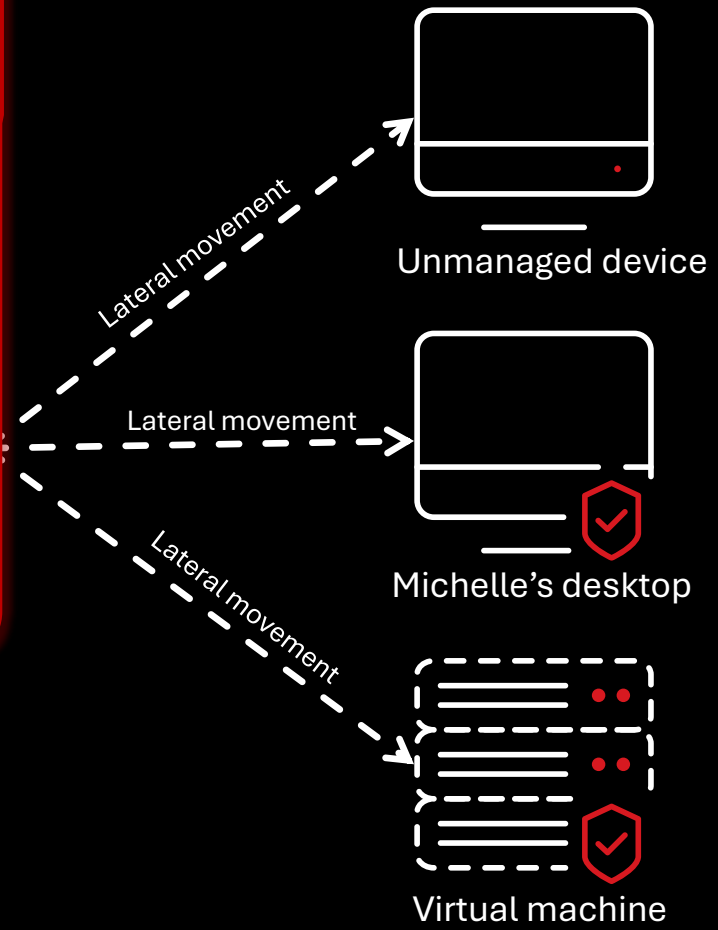 Lateral movement
Unmanaged device
Lateral movement
Michelle’s desktop
Lateral movement
Virtual machine